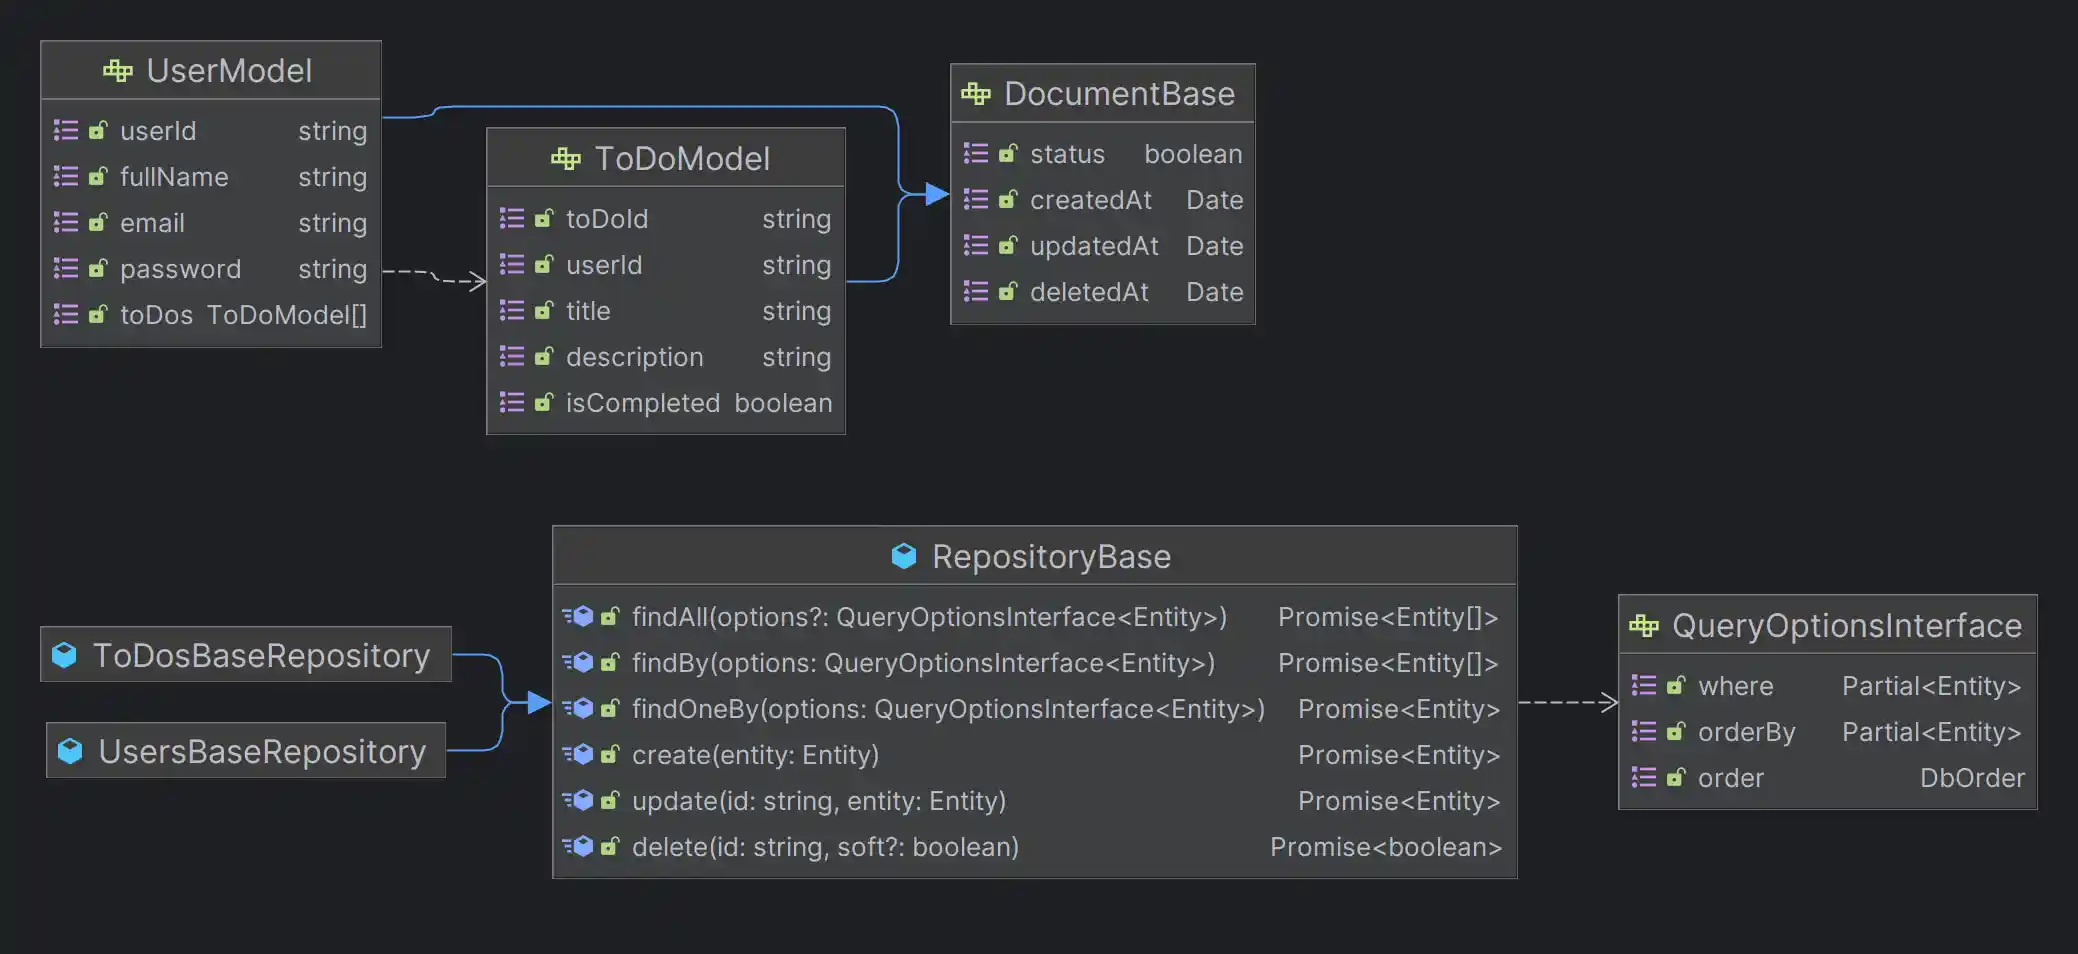 UserModel
userId string
fullName string
email string
password string
toDos ToDoModel[]
ToDoModel
toDoId string
userId string
title string
description string
isCompleted boolean
DocumentBase
status boolean
createdAt Date
updatedAt Date
deletedAt Date
ToDosBaseRepository
UsersBaseRepository
RepositoryBase
findAll(options?: QueryOptionsInterface<Entity>) Promise<Entity[]>
findBy(options: QueryOptionsInterface<Entity>) Promise<Entity[]>
findOneBy(options: QueryOptionsInterface<Entity>) Promise<Entity>
create(entity: Entity) Promise<Entity>
update(id: string, entity: Entity) Promise<Entity>
delete(id: string, soft?: boolean) Promise<boolean>
QueryOptionsInterface
where Partial<Entity>
orderBy Partial<Entity>
order DbOrder